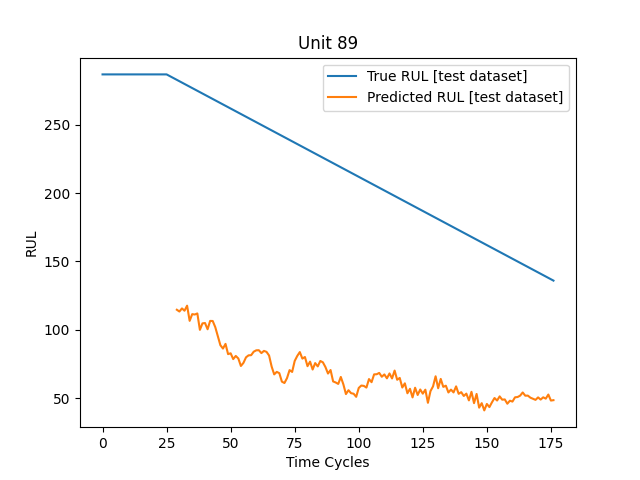 Unit 89
True RUL [test dataset]
Predicted RUL [test dataset]
RUL
250
200
150
100
50
0 25 50 75 100 125 150 175
Time Cycles